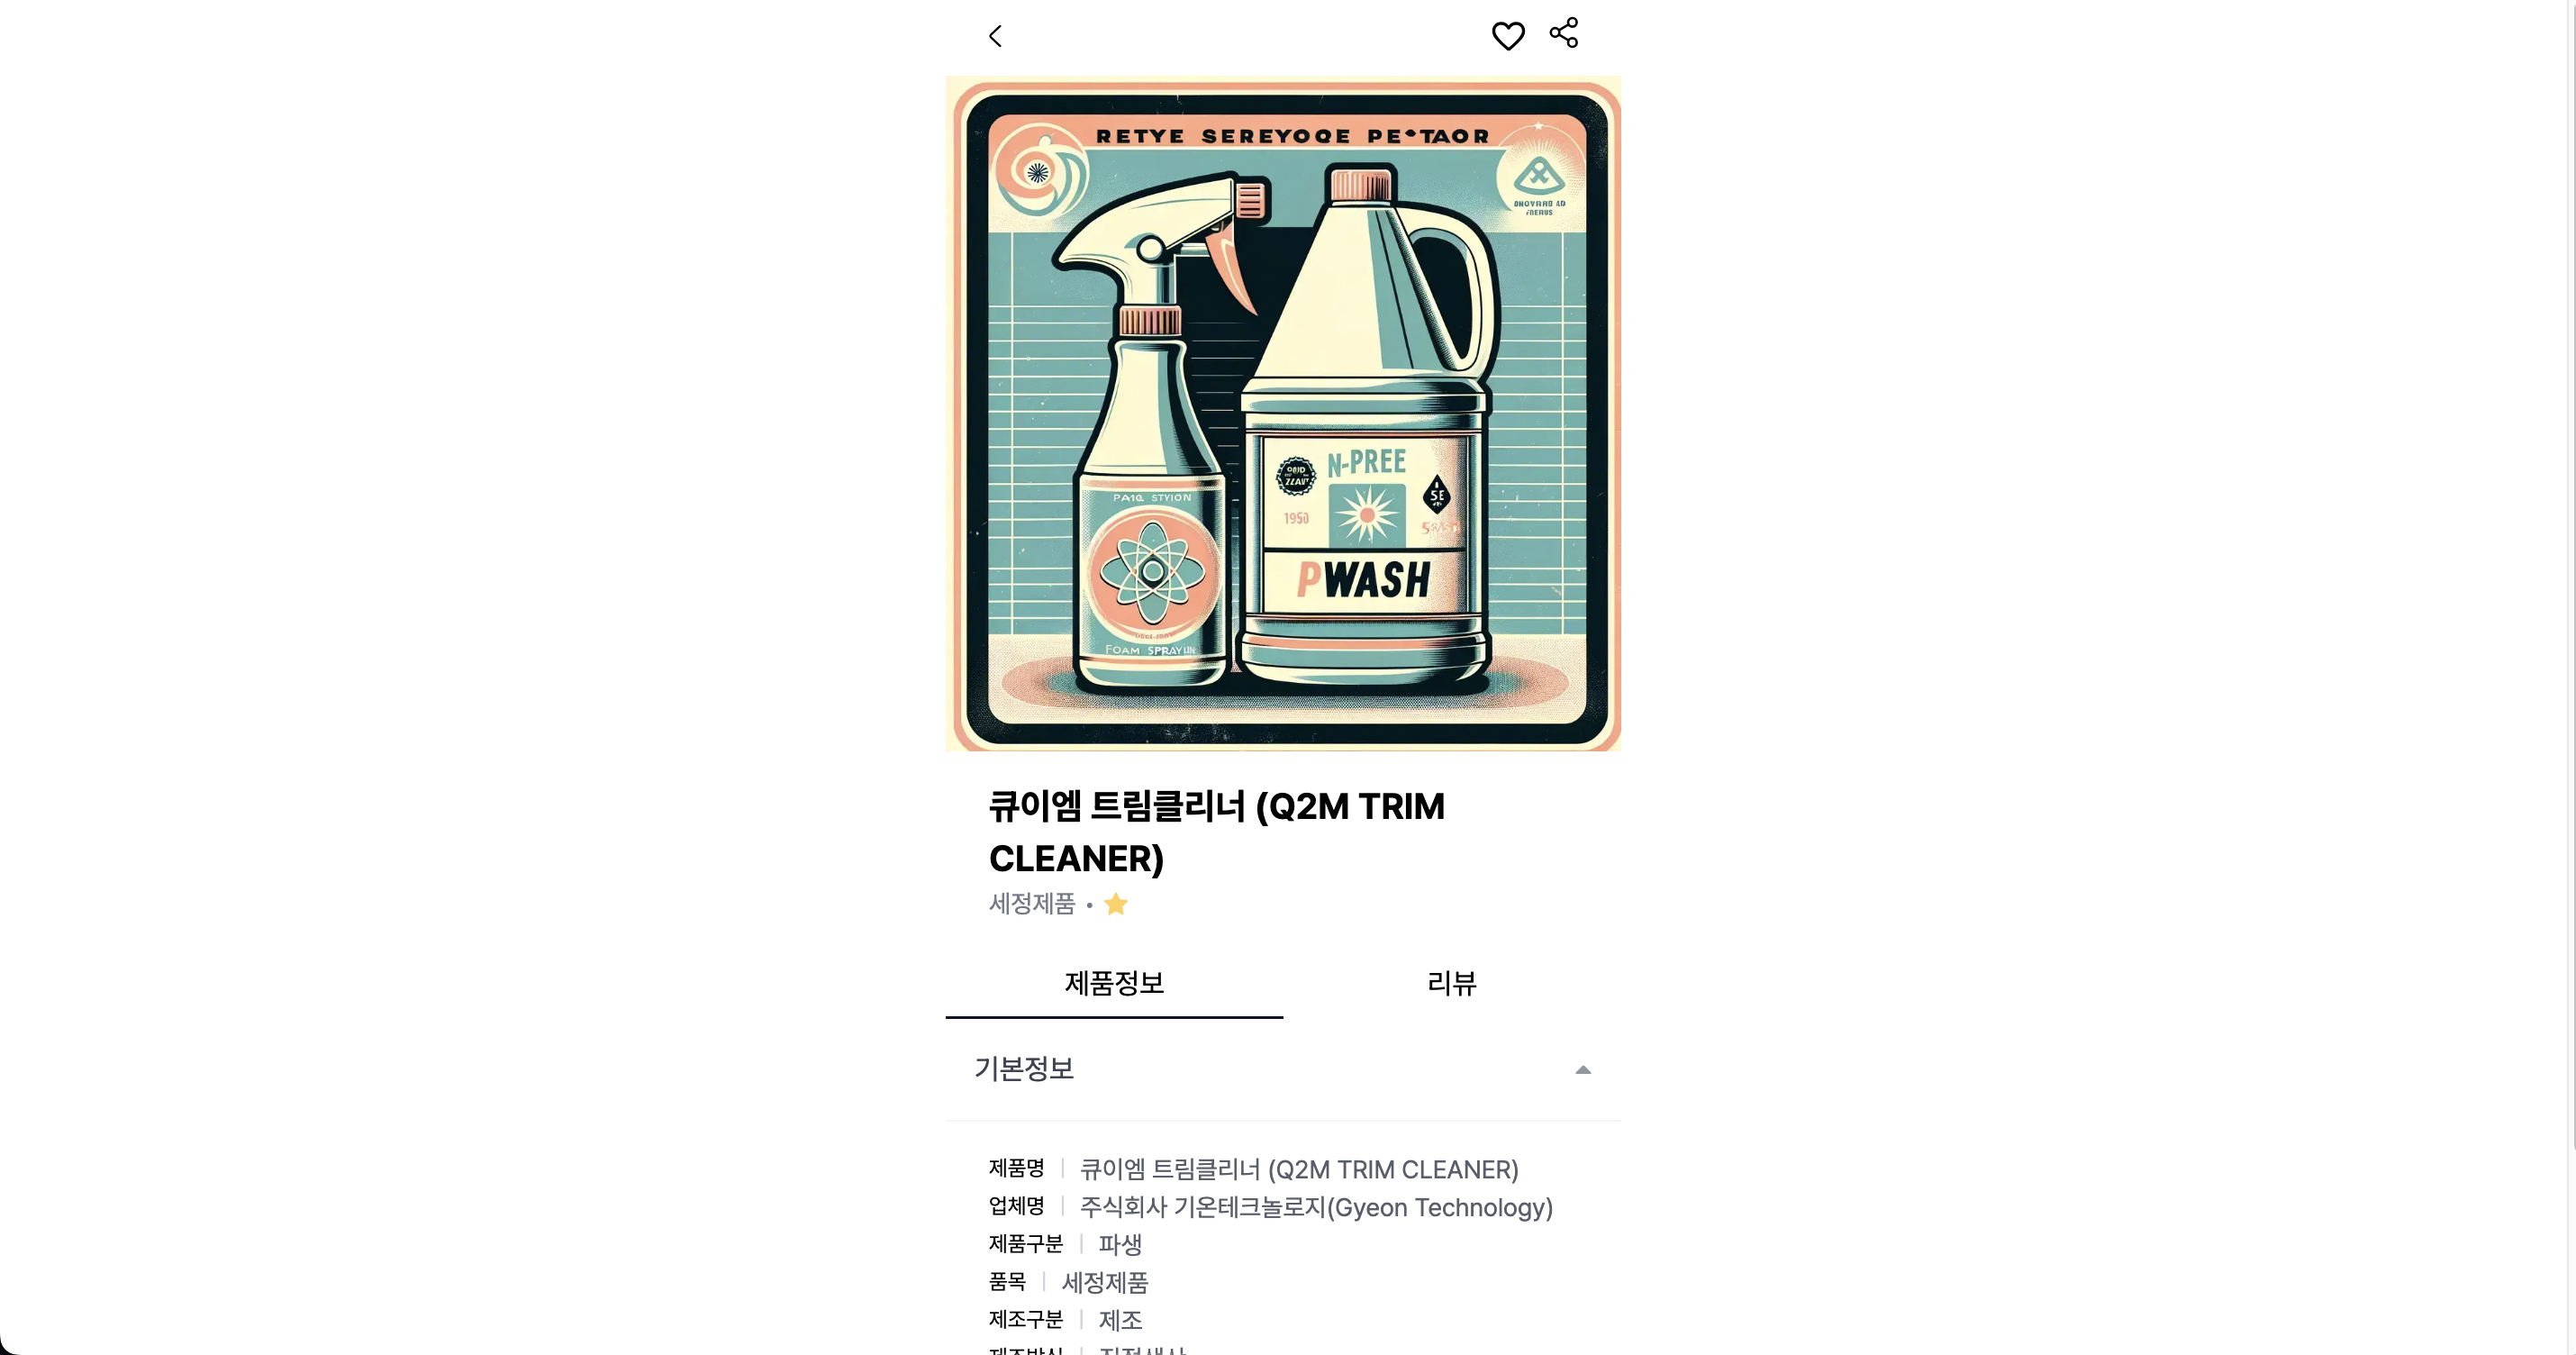 RETYE SEREYOQE PE•TAOR
N-PREE
1950
5E
PWASH
FOAM SPRAYIN
큐이엠 트림클리너 (Q2M TRIM
CLEANER)
세정제품 •
제품정보
리뷰
기본정보
제품명 | 큐이엠 트림클리너 (Q2M TRIM CLEANER)
업체명 | 주식회사 기온테크놀로지(Gyeon Technology)
제품구분 | 파생
품목 | 세정제품
제조구분 | 제조